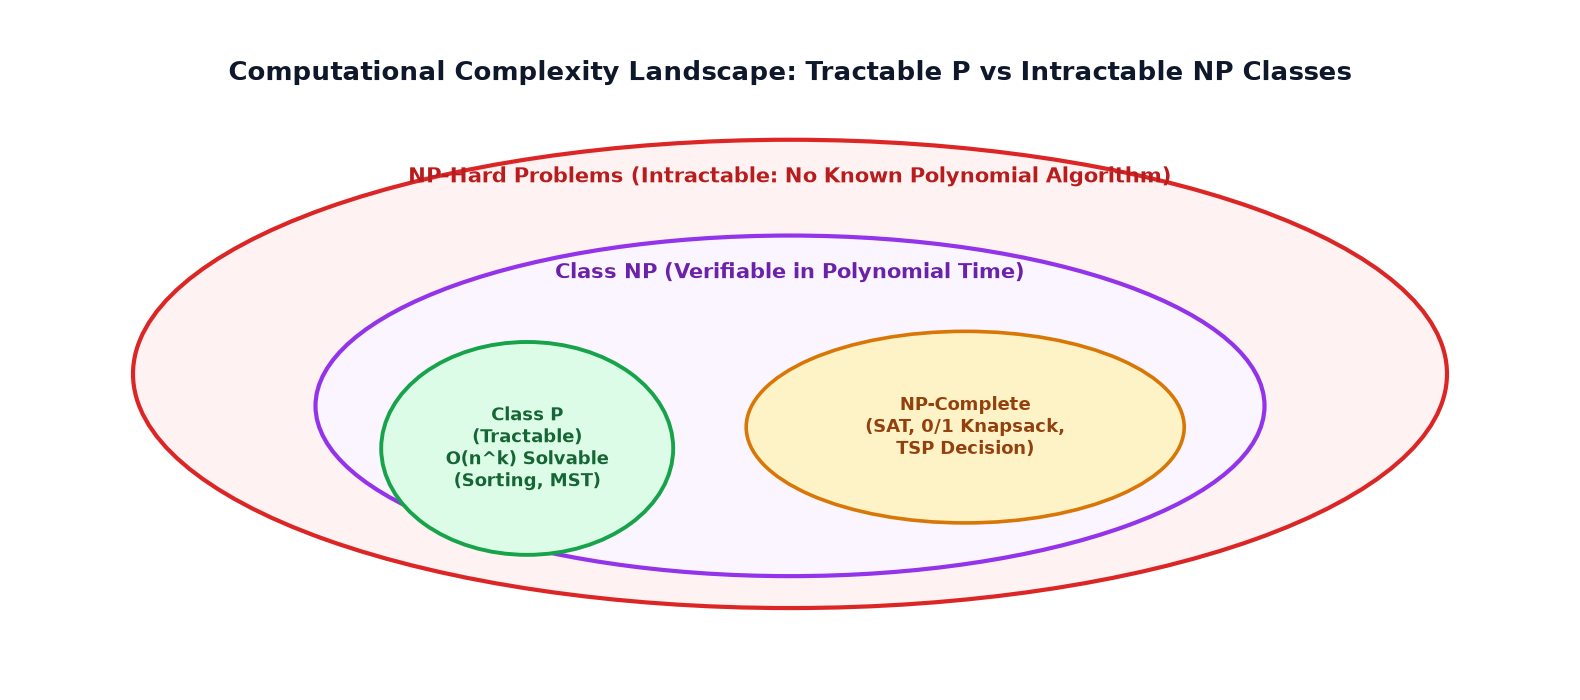 Computational Complexity Landscape: Tractable P vs Intractable NP Classes
NP-Hard Problems (Intractable: No Known Polynomial Algorithm)
Class NP (Verifiable in Polynomial Time)
Class P
(Tractable)
O(n^k) Solvable
(Sorting, MST)
NP-Complete
(SAT, 0/1 Knapsack,
TSP Decision)